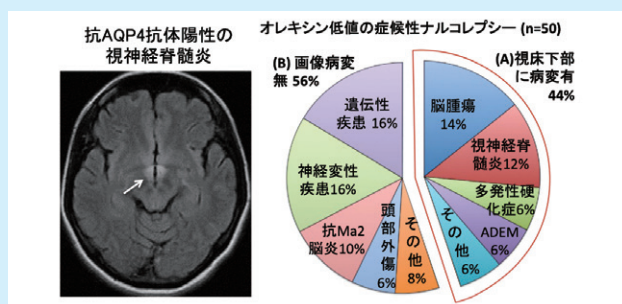 抗AQP4抗体陽性の
視神経脊髄炎
オレキシン低値の症候性ナルコレプシー (n=50)
(B) 画像病変
無 56%
(A)視床下部
に病変有
44%
遺伝性
疾患 16%
神経変性
疾患16%
抗Ma2
脳炎10%
頭部外傷
6%
その他
8%
脳腫瘍
14%
視神経脊
髄炎12%
多発性硬
化症6%
ADEM
6%
その他
6%